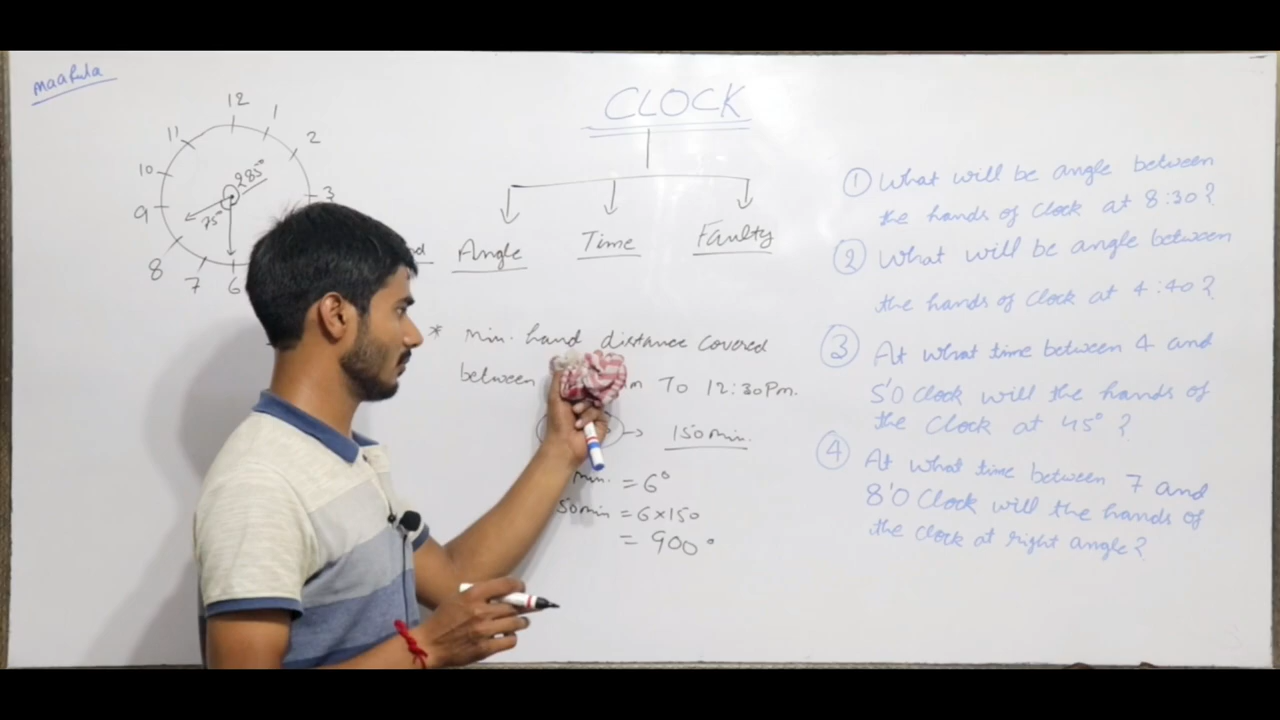 maaRula
CLOCK
12
1
11
2
10
285°
3
9
75°
8
7
6
Angle
Time
Faulty
* Min. hand distance covered
between m To 12:30Pm.
→ 150min.
min. = 6°
50min = 6×150
= 900°
① What will be angle between
the hands of Clock at 8:30?
② What will be angle between
the hands of Clock at 4:40?
③ At what time between 4 and
5'O Clock will the hands of
the Clock at 45°?
④ At what time between 7 and
8'O Clock will the hands of
the clock at right angle?